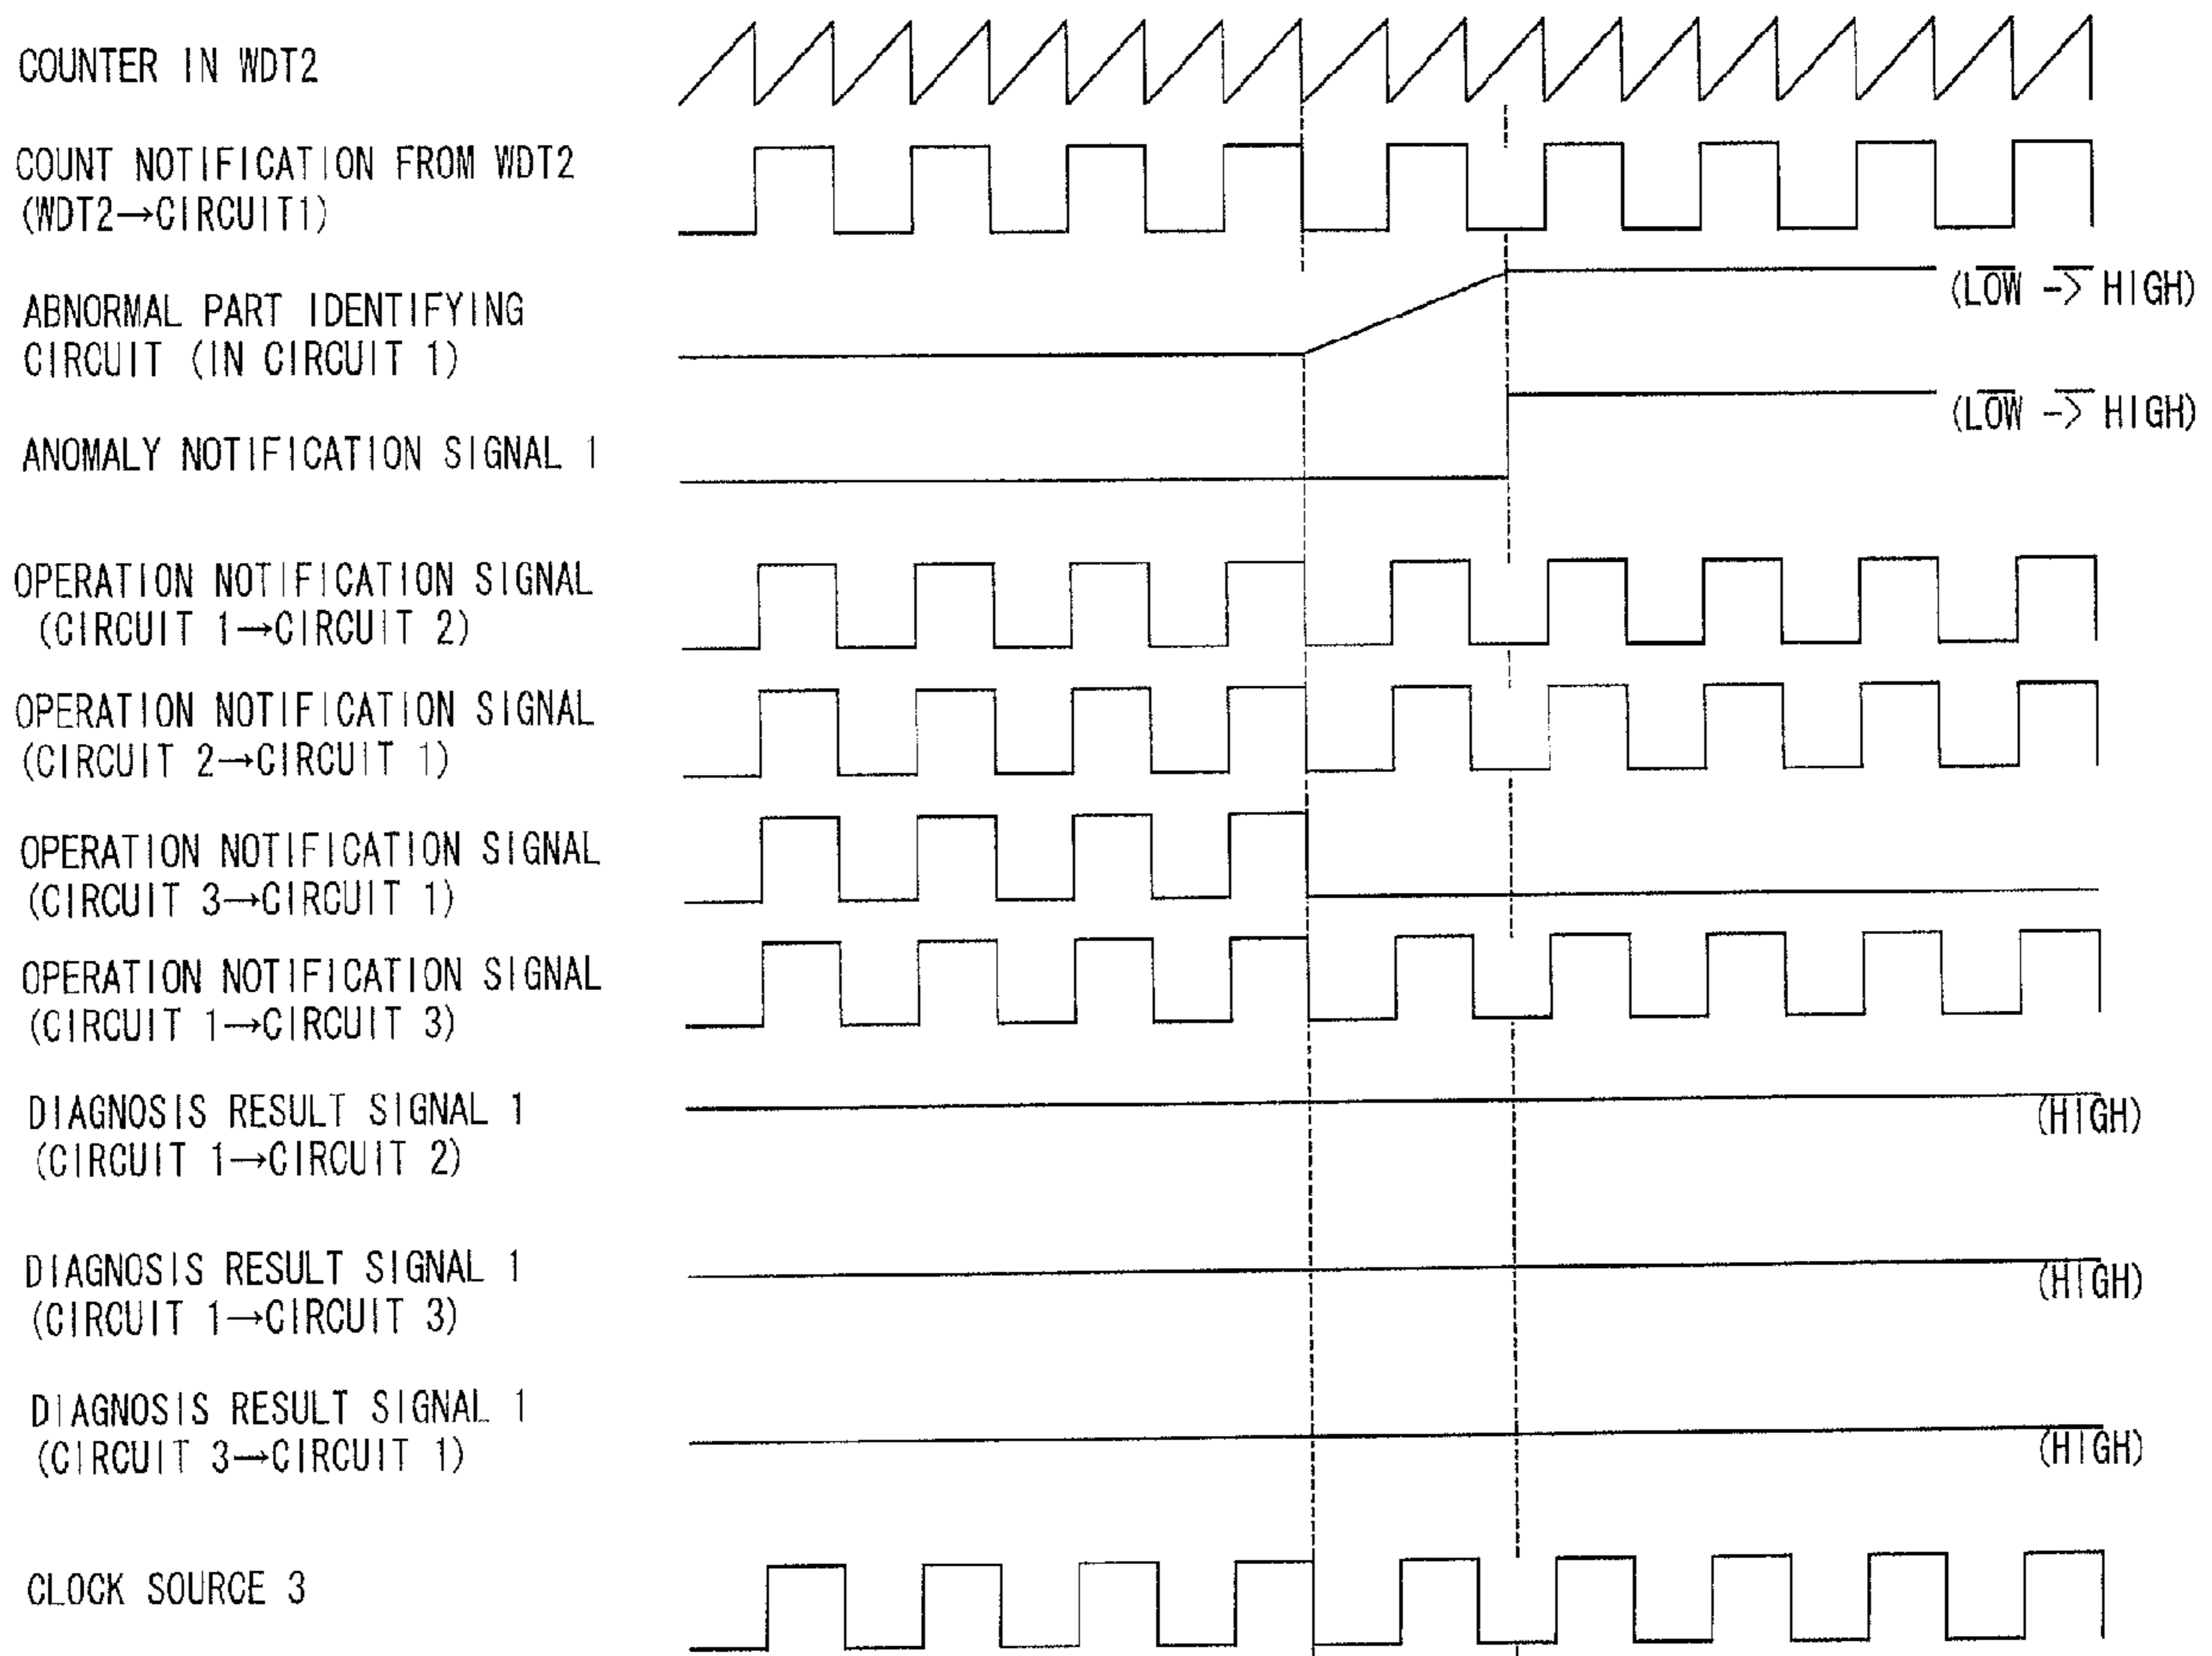 COUNTER IN WDT2
COUNT NOTIFICATION FROM WDT2
(WDT2→CIRCUIT1)
ABNORMAL PART IDENTIFYING
CIRCUIT (IN CIRCUIT 1)
(LOW -> HIGH)
(LOW -> HIGH)
ANOMALY NOTIFICATION SIGNAL 1
OPERATION NOTIFICATION SIGNAL
(CIRCUIT 1→CIRCUIT 2)
OPERATION NOTIFICATION SIGNAL
(CIRCUIT 2→CIRCUIT 1)
OPERATION NOTIFICATION SIGNAL
(CIRCUIT 3→CIRCUIT 1)
OPERATION NOTIFICATION SIGNAL
(CIRCUIT 1→CIRCUIT 3)
DIAGNOSIS RESULT SIGNAL 1
(CIRCUIT 1→CIRCUIT 2)
(HIGH)
DIAGNOSIS RESULT SIGNAL 1
(CIRCUIT 1→CIRCUIT 3)
(HIGH)
DIAGNOSIS RESULT SIGNAL 1
(CIRCUIT 3→CIRCUIT 1)
(HIGH)
CLOCK SOURCE 3